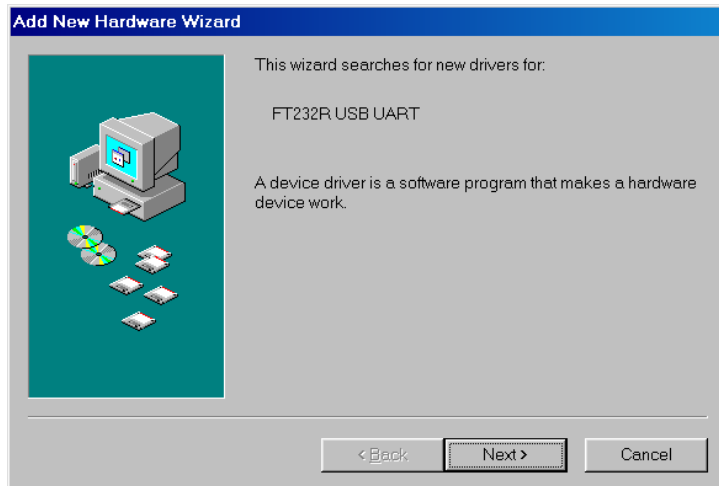 Add New Hardware Wizard
This wizard searches for new drivers for:
FT232R USB UART
A device driver is a software program that makes a hardware
device work.
< Back
Next >
Cancel